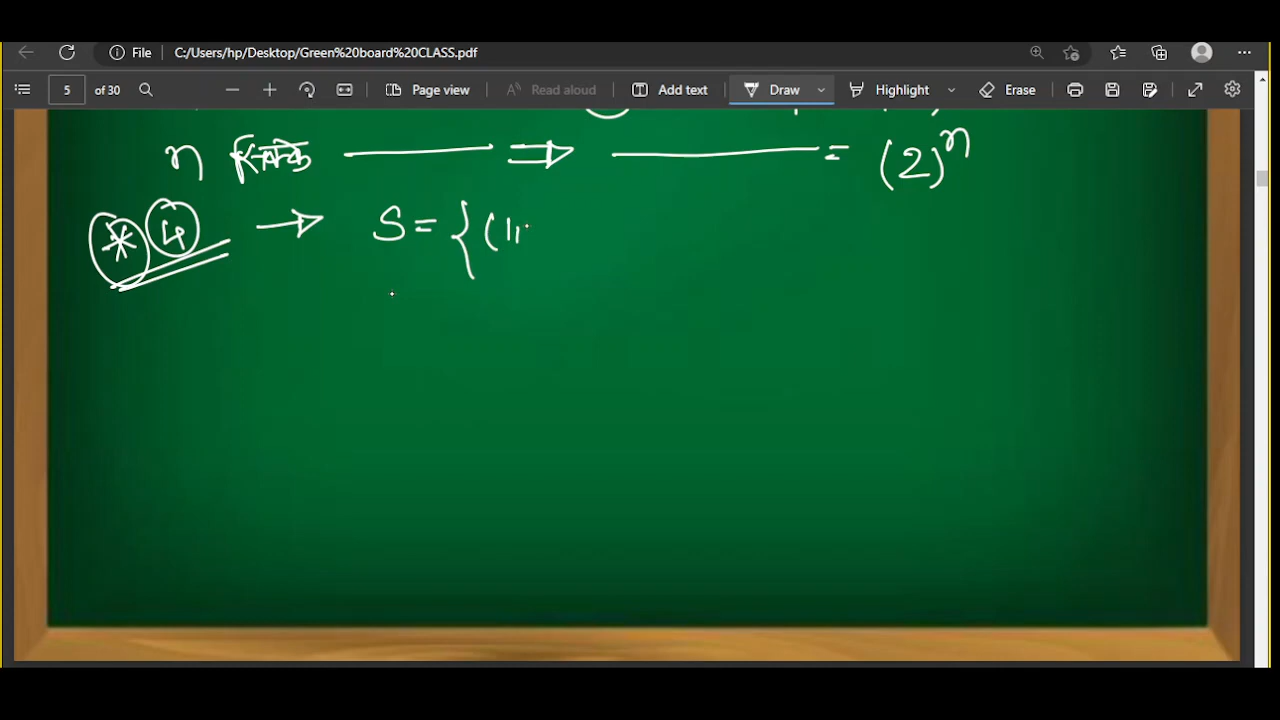 File C:/Users/hp/Desktop/Green%20board%20CLASS.pdf
5 of 30 Page view Read aloud Add text Draw Highlight Erase
n ⇒ = (2)^n
* 4 → S = { (1,